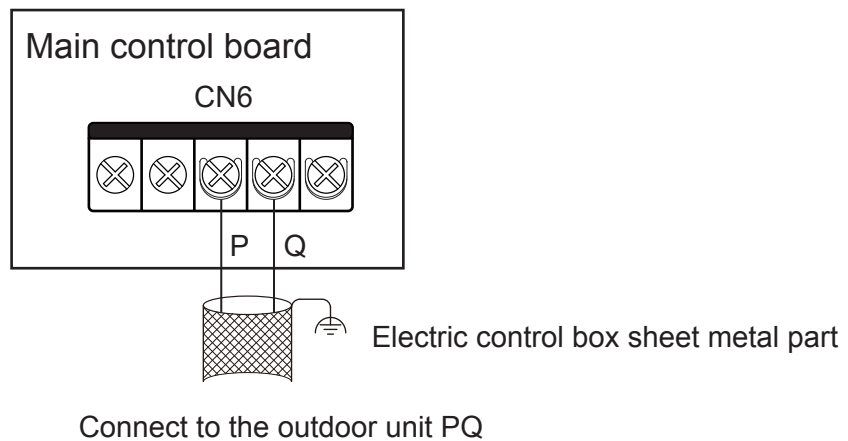 Main control board
CN6
P Q
Electric control box sheet metal part
Connect to the outdoor unit PQ